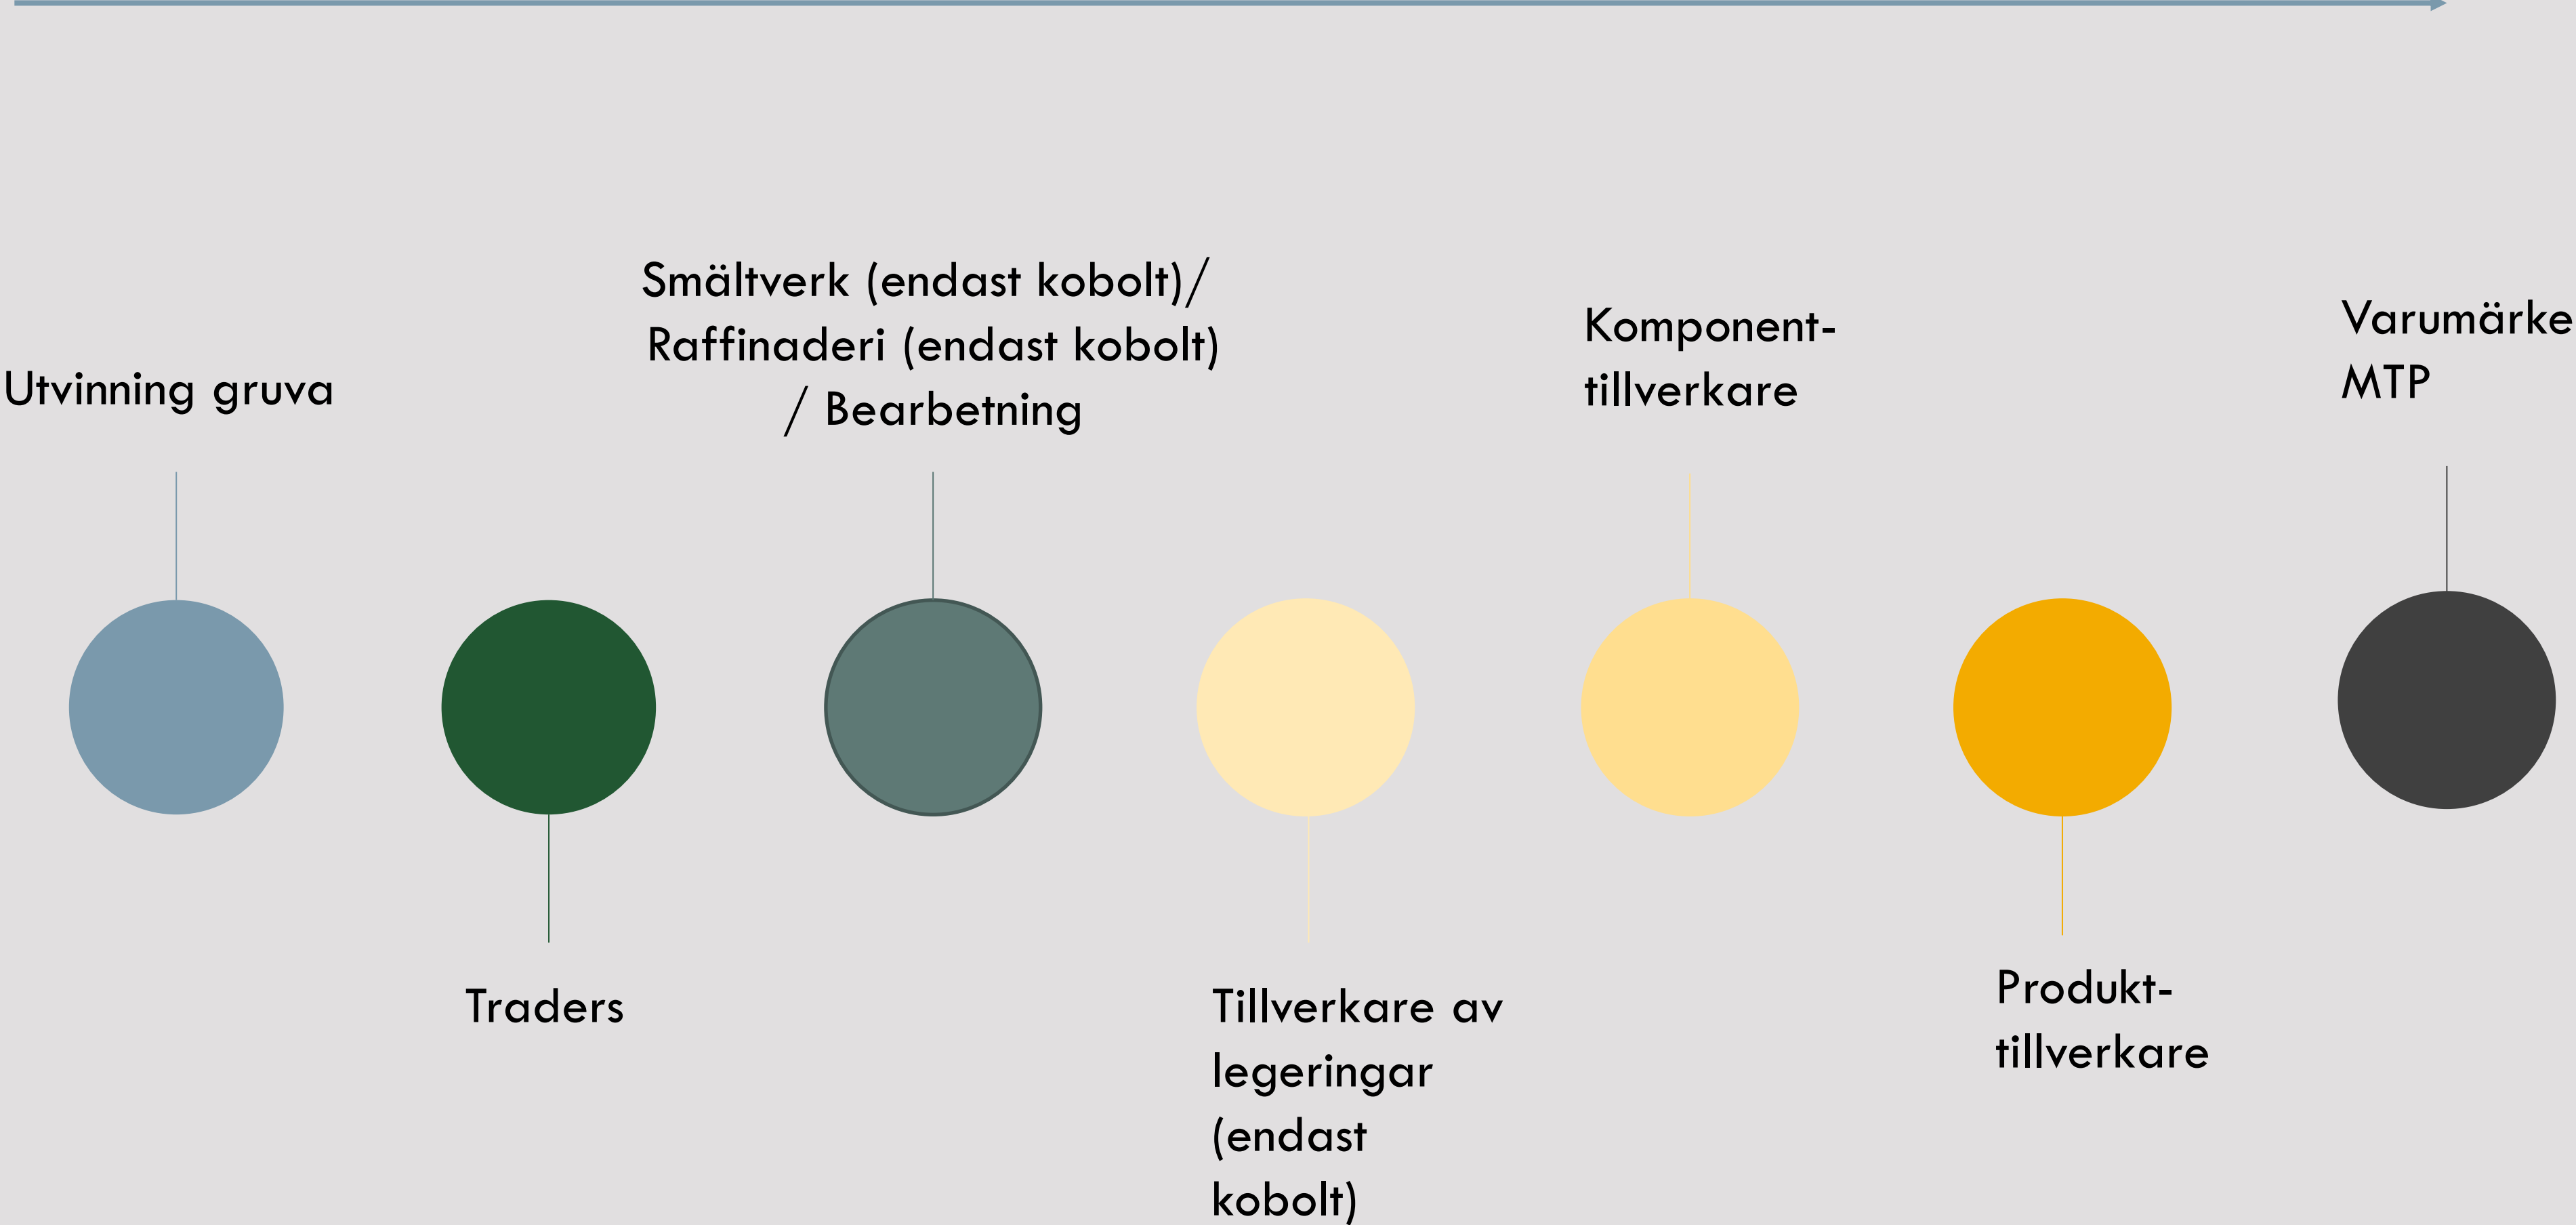 Utvinning gruva
Traders
Smältverk (endast kobolt)/
Raffinaderi (endast kobolt)
/ Bearbetning
Tillverkare av
legeringar
(endast
kobolt)
Komponent-
tillverkare
Produkt-
tillverkare
Varumärke
MTP